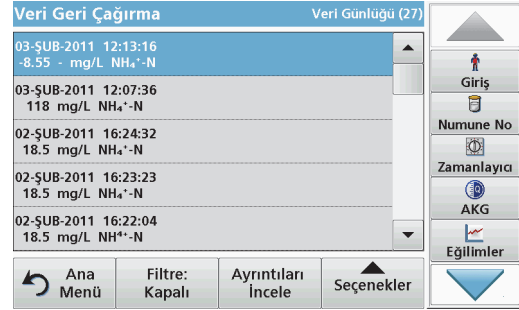 Veri Geri Çağırma Veri Günlüğü (27)
03-ŞUB-2011 12:13:16
-8.55 - mg/L NH₄⁺-N
03-ŞUB-2011 12:07:36
118 mg/L NH₄⁺-N
02-ŞUB-2011 16:24:32
18.5 mg/L NH₄⁺-N
02-ŞUB-2011 16:23:23
18.5 mg/L NH₄⁺-N
02-ŞUB-2011 16:22:04
18.5 mg/L NH⁴⁺-N
Ana
Menü
Filtre:
Kapalı
Ayrıntıları
İncele
Seçenekler
Giriş
Numune No
Zamanlayıcı
AKG
Eğilimler